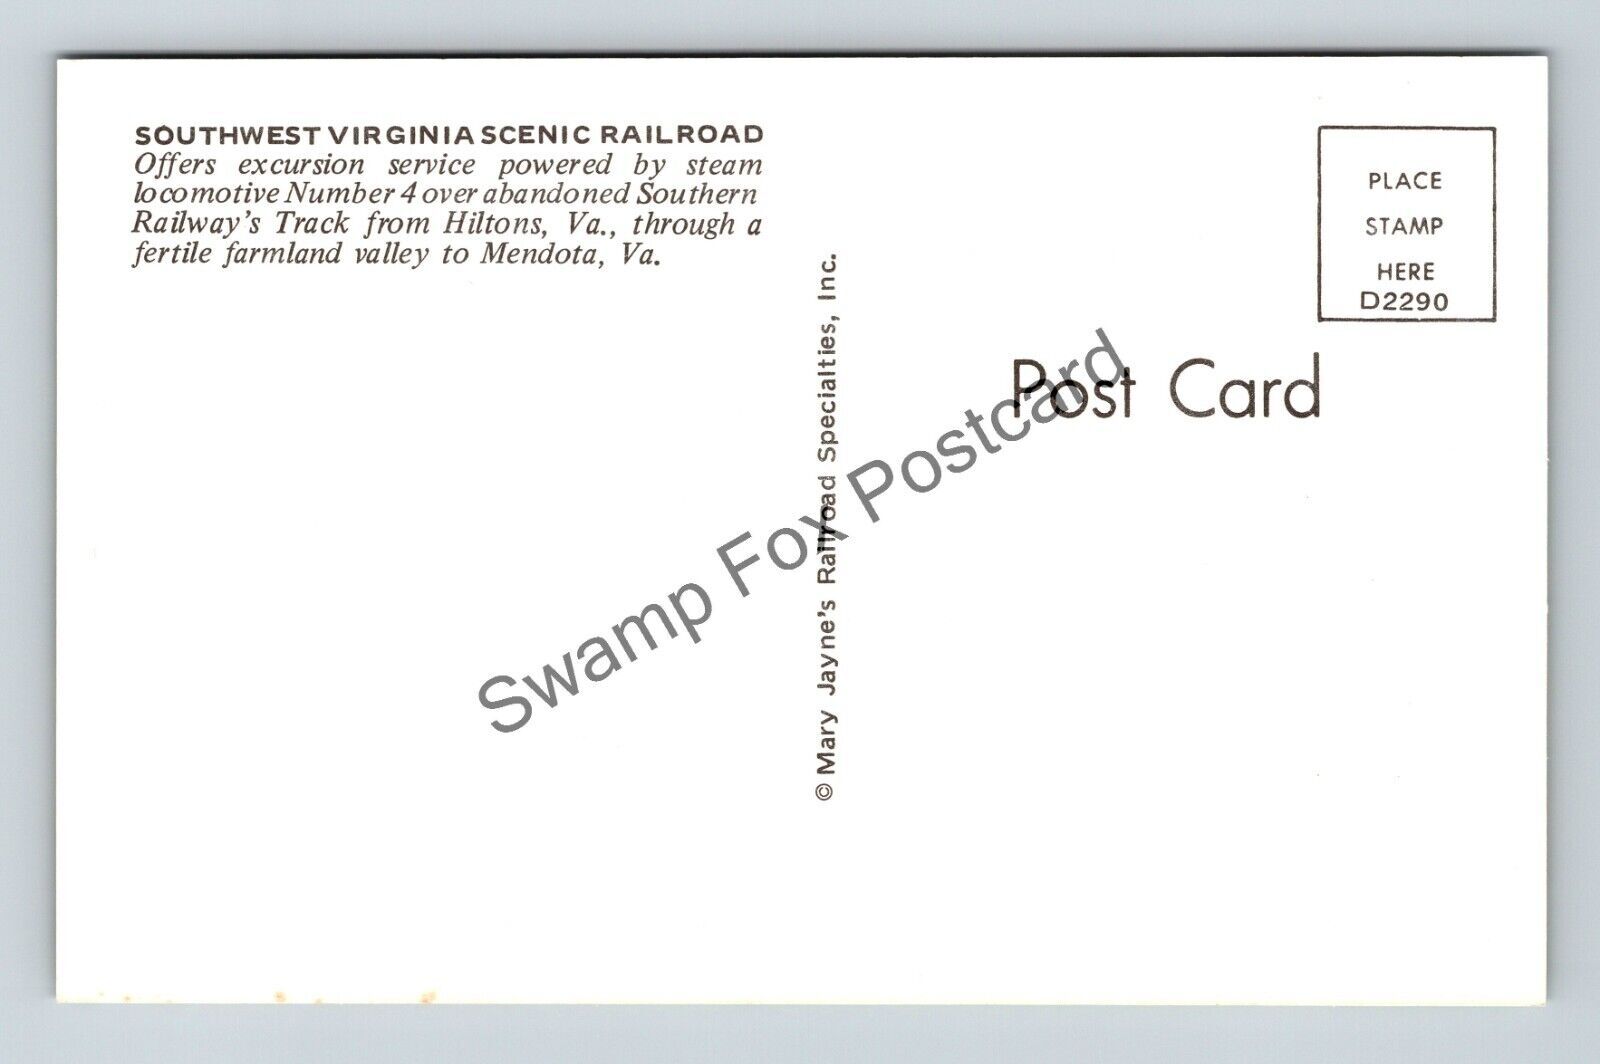 SOUTHWEST VIRGINIA SCENIC RAILROAD
Offers excursion service powered by steam
locomotive Number 4 over abandoned Southern
Railway's Track from Hiltons, Va., through a
fertile farmland valley to Mendota, Va.
© Mary Jayne's Railroad Specialties, Inc.
PLACE
STAMP
HERE
D2290
Post Card
Swamp Fox Postcard